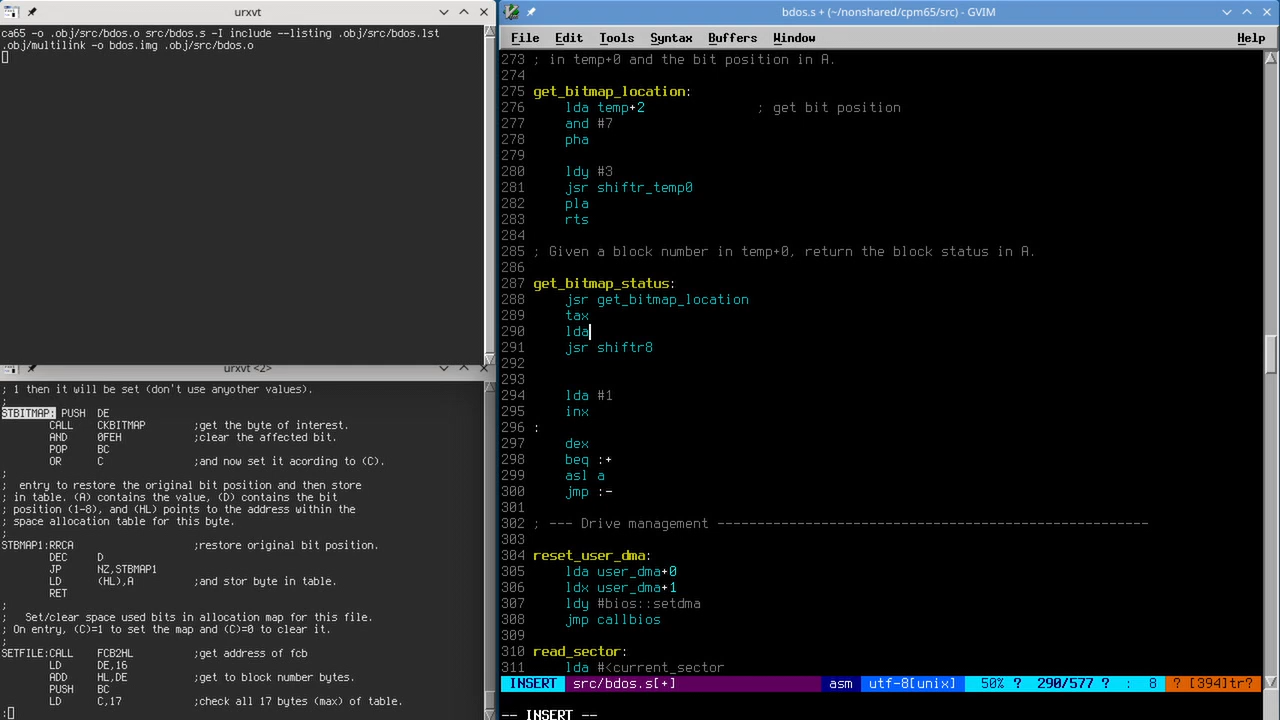 urxvt
ca65 -o .obj/src/bdos.o src/bdos.s -I include --listing .obj/src/bdos.lst
.obj/multilink -o bdos.img .obj/src/bdos.o
urxvt <2>
; 1 then it will be set (don't use anyother values).
;
STBITMAP: PUSH DE
CALL CKBITMAP ;get the byte of interest.
AND 0FEH ;clear the affected bit.
POP BC
OR C ;and now set it acording to (C).
;
; entry to restore the original bit position and then store
; in table. (A) contains the value, (D) contains the bit
; position (1-8), and (HL) points to the address within the
; space allocation table for this byte.
;
STBMAP1:RRCA ;restore original bit position.
DEC D
JP NZ,STBMAP1
LD (HL),A ;and stor byte in table.
RET
;
; Set/clear space used bits in allocation map for this file.
; On entry, (C)=1 to set the map and (C)=0 to clear it.
;
SETFILE:CALL FCB2HL ;get address of fcb
LD DE,16
ADD HL,DE ;get to block number bytes.
PUSH BC
LD C,17 ;check all 17 bytes (max) of table.
:
bdos.s + (~/nonshared/cpm65/src) - GVIM
File Edit Tools Syntax Buffers Window Help
273 ; in temp+0 and the bit position in A.
274
275 get_bitmap_location:
276 lda temp+2 ; get bit position
277 and #7
278 pha
279
280 ldy #3
281 jsr shiftr_temp0
282 pla
283 rts
284
285 ; Given a block number in temp+0, return the block status in A.
286
287 get_bitmap_status:
288 jsr get_bitmap_location
289 tax
290 lda
291 jsr shiftr8
292
293
294 lda #1
295 inx
296 :
297 dex
298 beq :+
299 asl a
300 jmp :-
301
302 ; --- Drive management ------------------------------------------------------
303
304 reset_user_dma:
305 lda user_dma+0
306 ldx user_dma+1
307 ldy #bios::setdma
308 jmp callbios
309
310 read_sector:
311 lda #<current_sector
INSERT src/bdos.s[+] asm utf-8[unix] 50% ? 290/577 ? : 8 ? [394]tr?
-- INSERT --